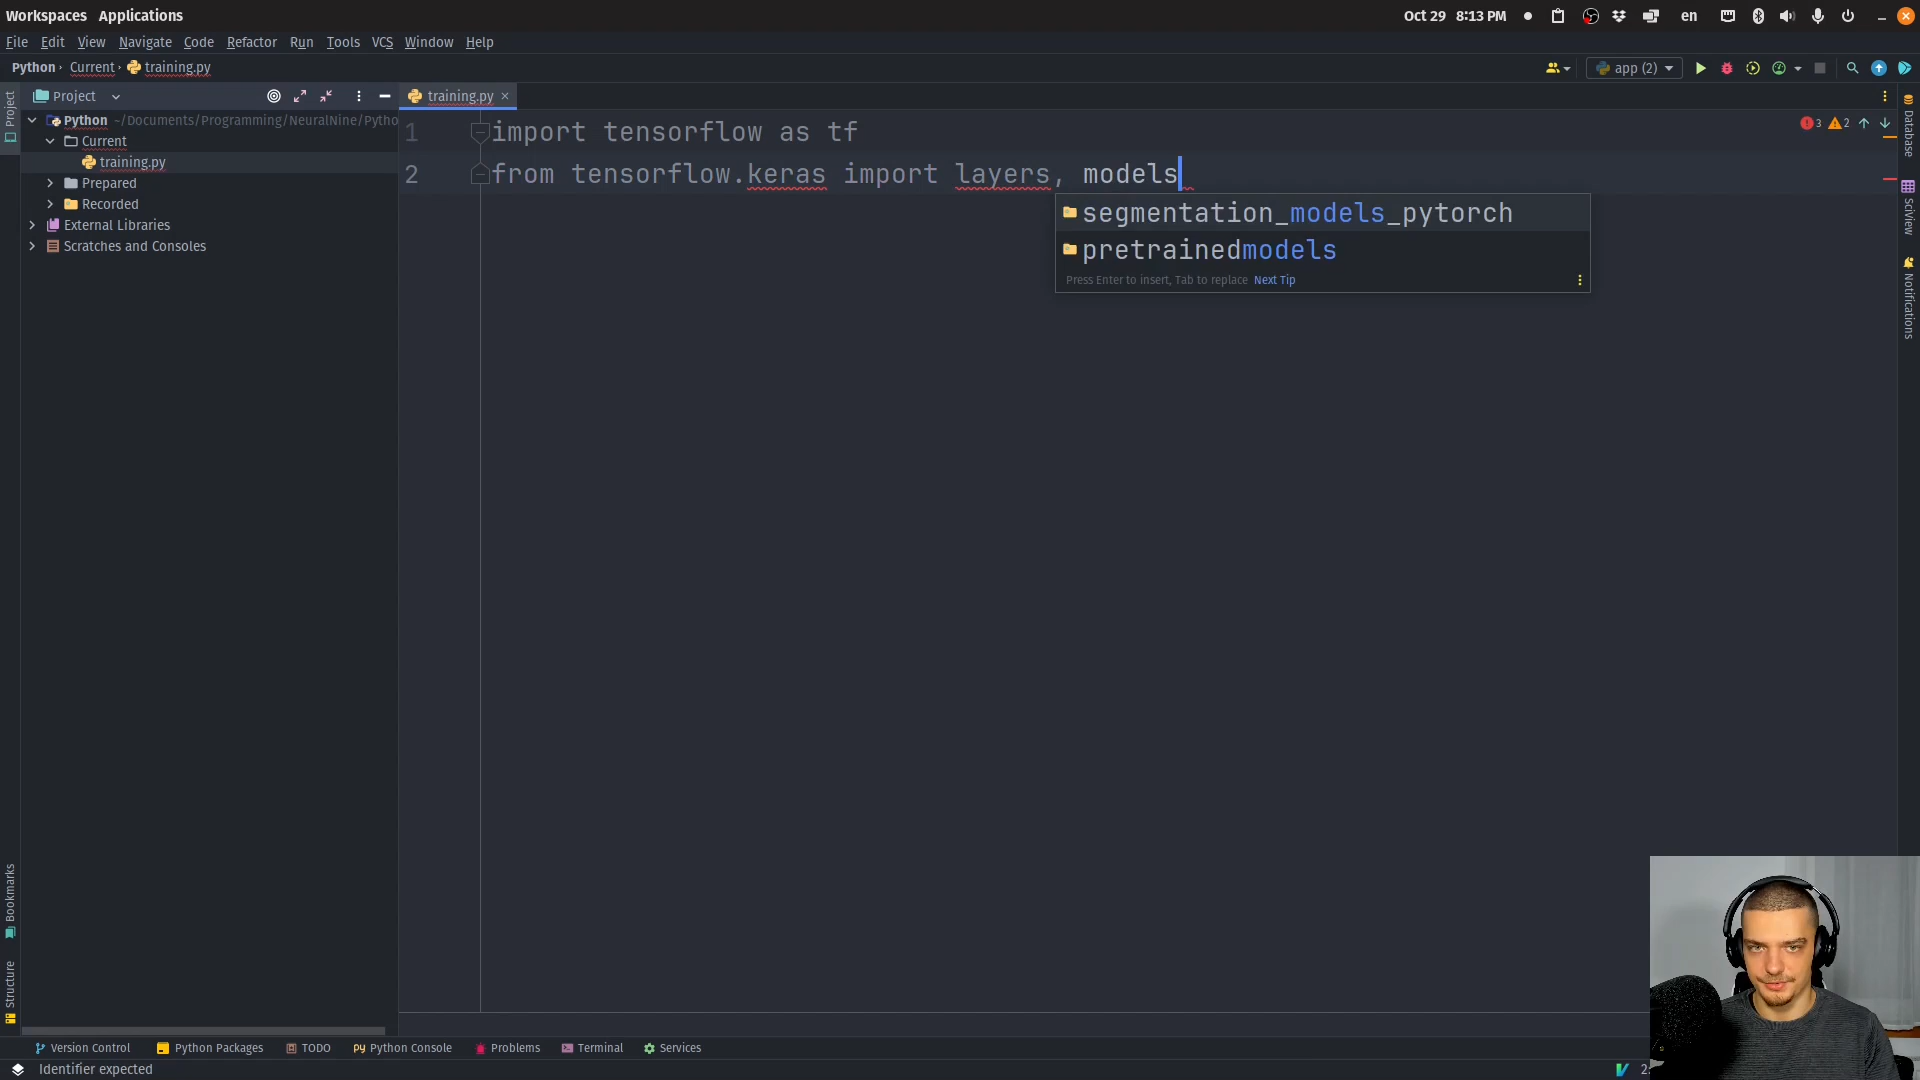 Workspaces Applications Oct 29 8:13 PM en
File Edit View Navigate Code Refactor Run Tools VCS Window Help
Python Current training.py app (2)
Project
Project
training.py
Python ~/Documents/Programming/NeuralNine/Pytho
Current
training.py
Prepared
Recorded
External Libraries
Scratches and Consoles
1 import tensorflow as tf
2 from tensorflow.keras import layers, models
3 2
segmentation_models_pytorch
pretrainedmodels
Press Enter to insert, Tab to replace Next Tip
Database
SciView
Notifications
Bookmarks
Structure
Version Control Python Packages TODO Python Console Problems Terminal Services
Identifier expected